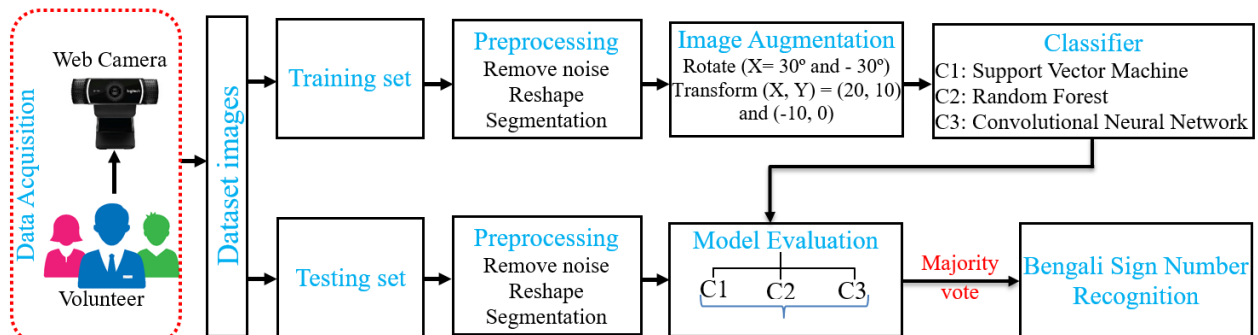 Data Acquisition
Web Camera
Volunteer
Dataset images
Training set
Preprocessing
Remove noise
Reshape
Segmentation
Image Augmentation
Rotate (X= 30º and - 30º)
Transform (X, Y) = (20, 10)
and (-10, 0)
Classifier
C1: Support Vector Machine
C2: Random Forest
C3: Convolutional Neural Network
Testing set
Preprocessing
Remove noise
Reshape
Segmentation
Model Evaluation
C1 C2 C3
Majority
vote
Bengali Sign Number
Recognition